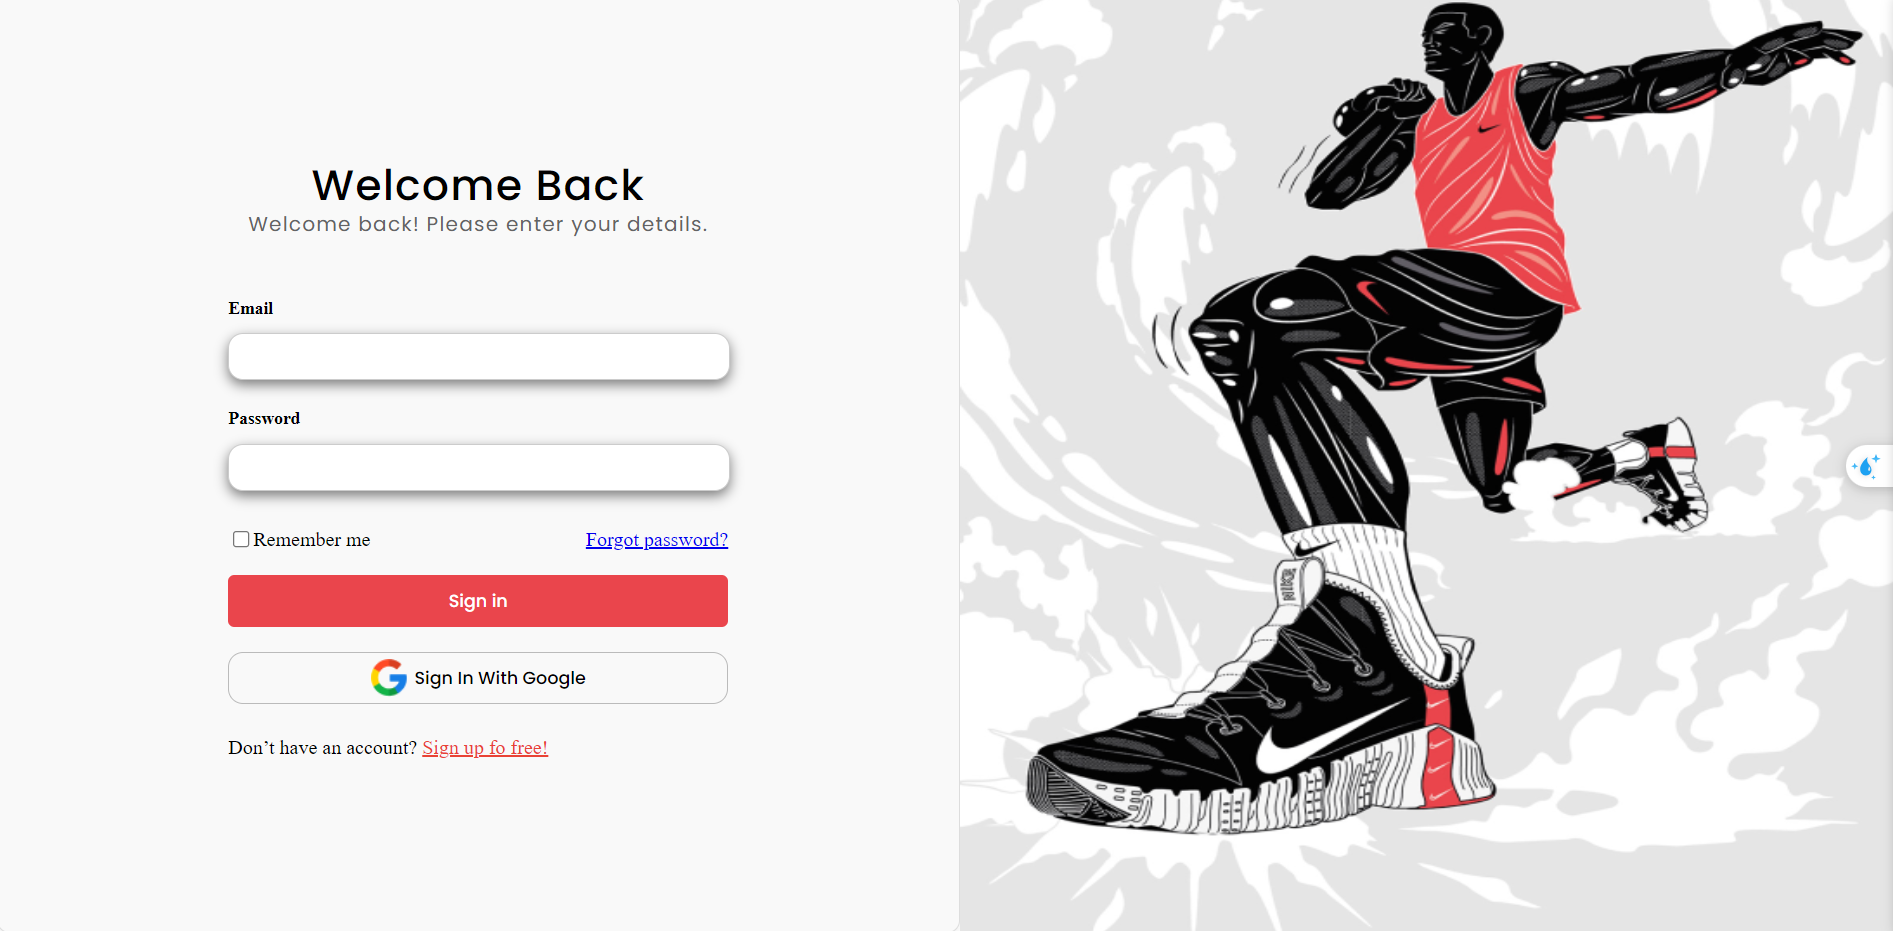 Welcome Back
Welcome back! Please enter your details.
Email
Password
Remember me
Forgot password?
Sign in
Sign In With Google
Don’t have an account? Sign up fo free!
NIKE